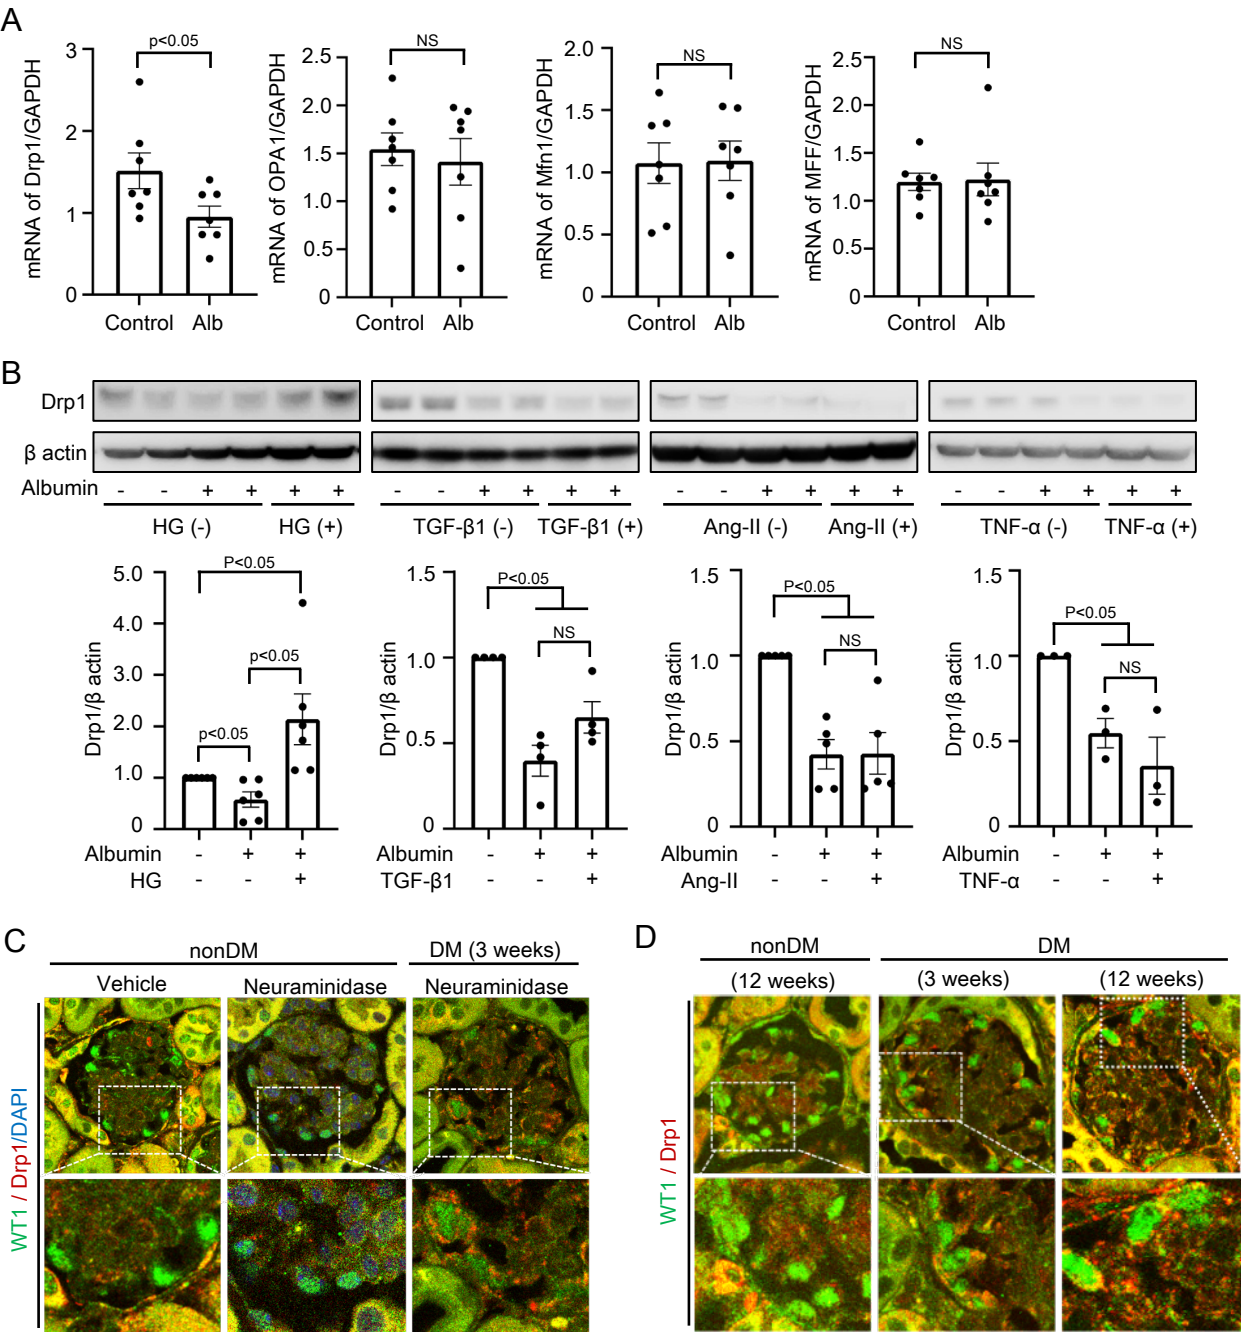 A
p<0.05
NS
NS
NS
mRNA of Drp1/GAPDH
3
2
1
0
Control Alb
mRNA of OPA1/GAPDH
2.5
2.0
1.5
1.0
0.5
0
Control Alb
mRNA of Mfn1/GAPDH
2.0
1.5
1.0
0.5
0
Control Alb
mRNA of MFF/GAPDH
2.5
2.0
1.5
1.0
0.5
0
Control Alb
B
Drp1
β actin
Albumin - - + + + + - - + + + + - - + + + + - - + + + +
HG (-) HG (+) TGF-β1 (-) TGF-β1 (+) Ang-II (-) Ang-II (+) TNF-α (-) TNF-α (+)
Drp1/β actin
5.0
4.0
3.0
2.0
1.0
0
P<0.05
p<0.05
p<0.05
Albumin - + +
HG - - +
Drp1/β actin
1.5
1.0
0.5
0
P<0.05
NS
Albumin - + +
TGF-β1 - - +
Drp1/β actin
1.5
1.0
0.5
0
P<0.05
NS
Albumin - + +
Ang-II - - +
Drp1/β actin
1.5
1.0
0.5
0
P<0.05
NS
Albumin - + +
TNF-α - - +
C
nonDM DM (3 weeks)
Vehicle Neuraminidase Neuraminidase
WT1 / Drp1/DAPI
D
nonDM DM
(12 weeks) (3 weeks) (12 weeks)
WT1 / Drp1